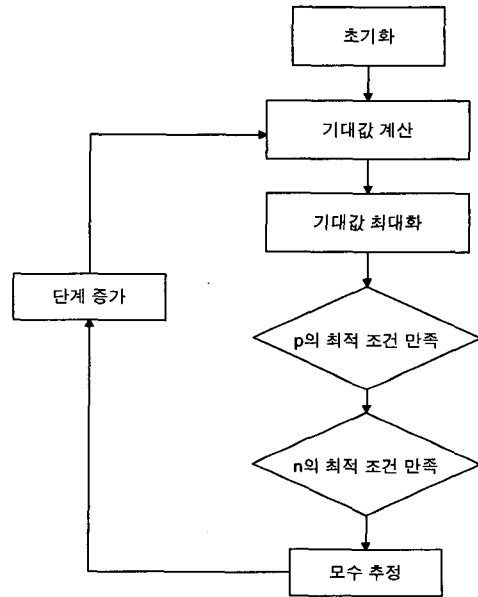 초기화
기대값 계산
기대값 최대화
단계 증가
p의 최적 조건 만족
n의 최적 조건 만족
모수 추정